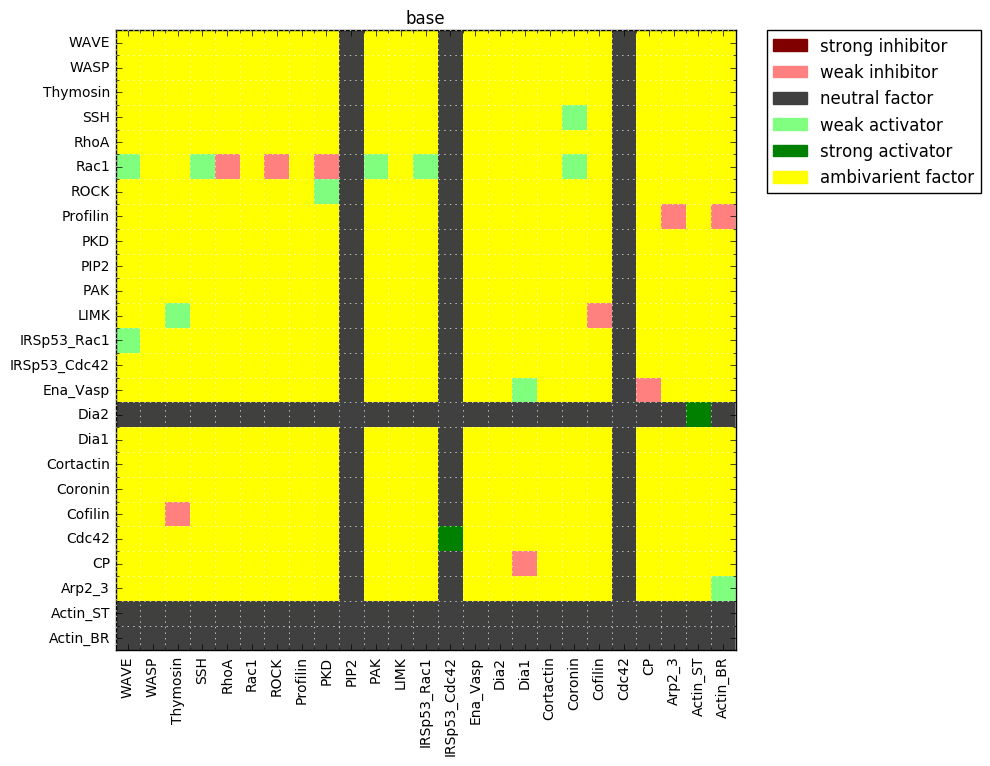 base
WAVE
WASP
Thymosin
SSH
RhoA
Rac1
ROCK
Profilin
PKD
PIP2
PAK
LIMK
IRSp53_Rac1
IRSp53_Cdc42
Ena_Vasp
Dia2
Dia1
Cortactin
Coronin
Cofilin
Cdc42
CP
Arp2_3
Actin_ST
Actin_BR
WAVE
WASP
Thymosin
SSH
RhoA
Rac1
ROCK
Profilin
PKD
PIP2
PAK
LIMK
IRSp53_Rac1
IRSp53_Cdc42
Ena_Vasp
Dia2
Dia1
Cortactin
Coronin
Cofilin
Cdc42
CP
Arp2_3
Actin_ST
Actin_BR
strong inhibitor
weak inhibitor
neutral factor
weak activator
strong activator
ambivarient factor